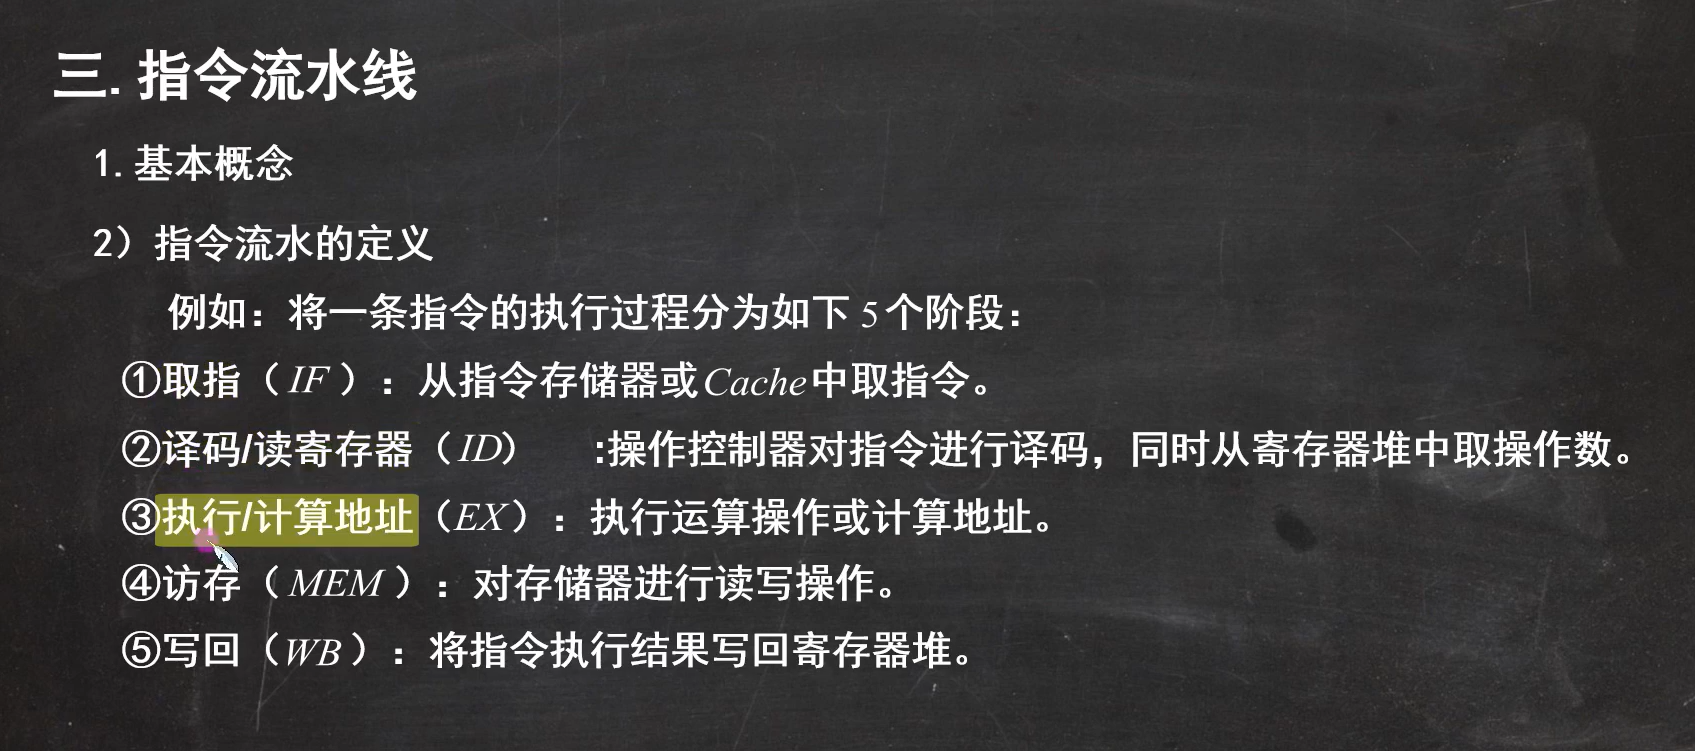 三.指令流水线
1.基本概念
2）指令流水的定义
例如：将一条指令的执行过程分为如下5个阶段：
①取指（IF）：从指令存储器或Cache中取指令。
②译码/读寄存器（ID） :操作控制器对指令进行译码，同时从寄存器堆中取操作数。
③执行/计算地址（EX）：执行运算操作或计算地址。
④访存（MEM）：对存储器进行读写操作。
⑤写回（WB）：将指令执行结果写回寄存器堆。